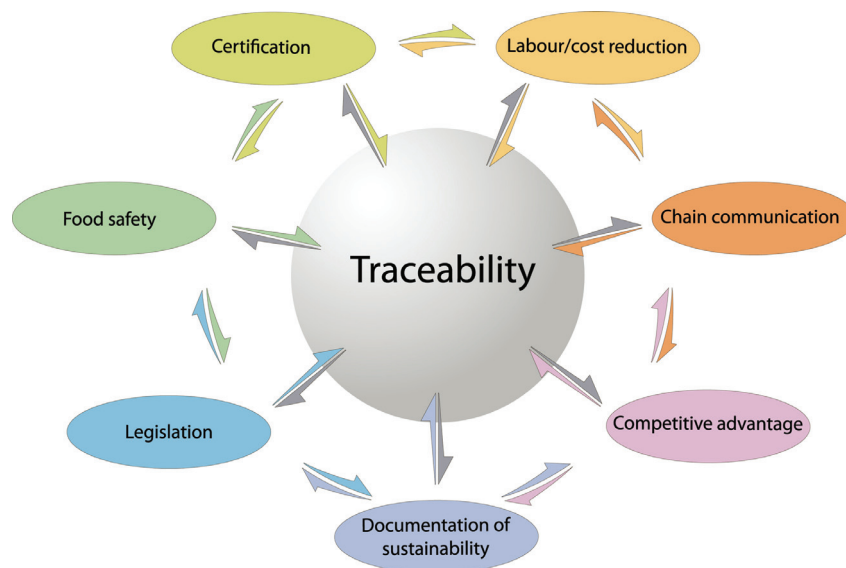 Certification
Labour/cost reduction
Food safety
Chain communication
Traceability
Legislation
Competitive advantage
Documentation of
sustainability